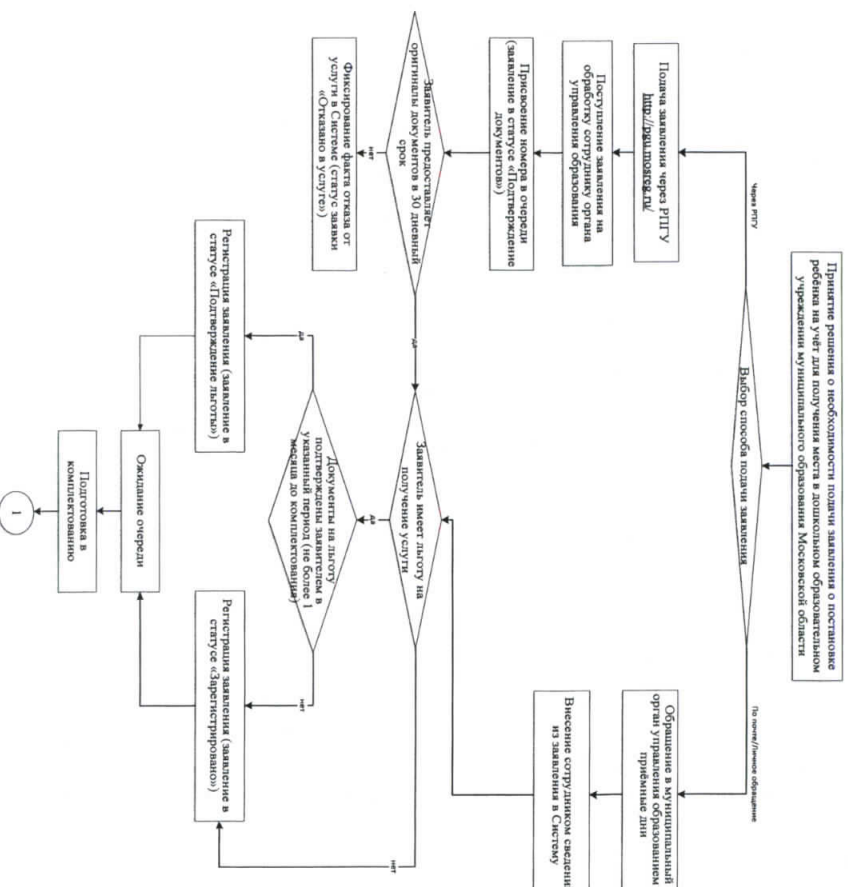 Принятие решения о необходимости подачи заявления о постановке
ребёнка на учёт для получения места в дошкольном образовательном
учреждении муниципального образования Московской области
Выбор способа подачи заявления
Через РПГУ
По почте//Личное обращение
Подача заявления через РПГУ
http://pgu.mosreg.ru/
Обращение в муниципальный
орган управления образованием
приёмные дни
Поступление заявления на
обработку сотруднику органа
управления образования
Внесение сотрудником сведени
из заявления в Систему
Присвоение номера в очереди
(заявление в статусе «Подтверждение
документов»)
Заявитель предоставляет
оригиналы документов в 30 дневный
срок
да
Заявитель имеет льготу на
получение услуги
нет
да
нет
Фиксирование факта отказа от
услуги в Системе (статус заявки
«Отказано в услуге»)
Документы на льготу
подтверждены заявителем в
указанный период (не более 1
месяца до комплектования)
да
нет
Регистрация заявления (заявление в
статусе «Подтверждение льготы»)
Регистрация заявления (заявление в
статусе «Зарегистрировано»)
Ожидание очереди
Подготовка в
комплектованию
1